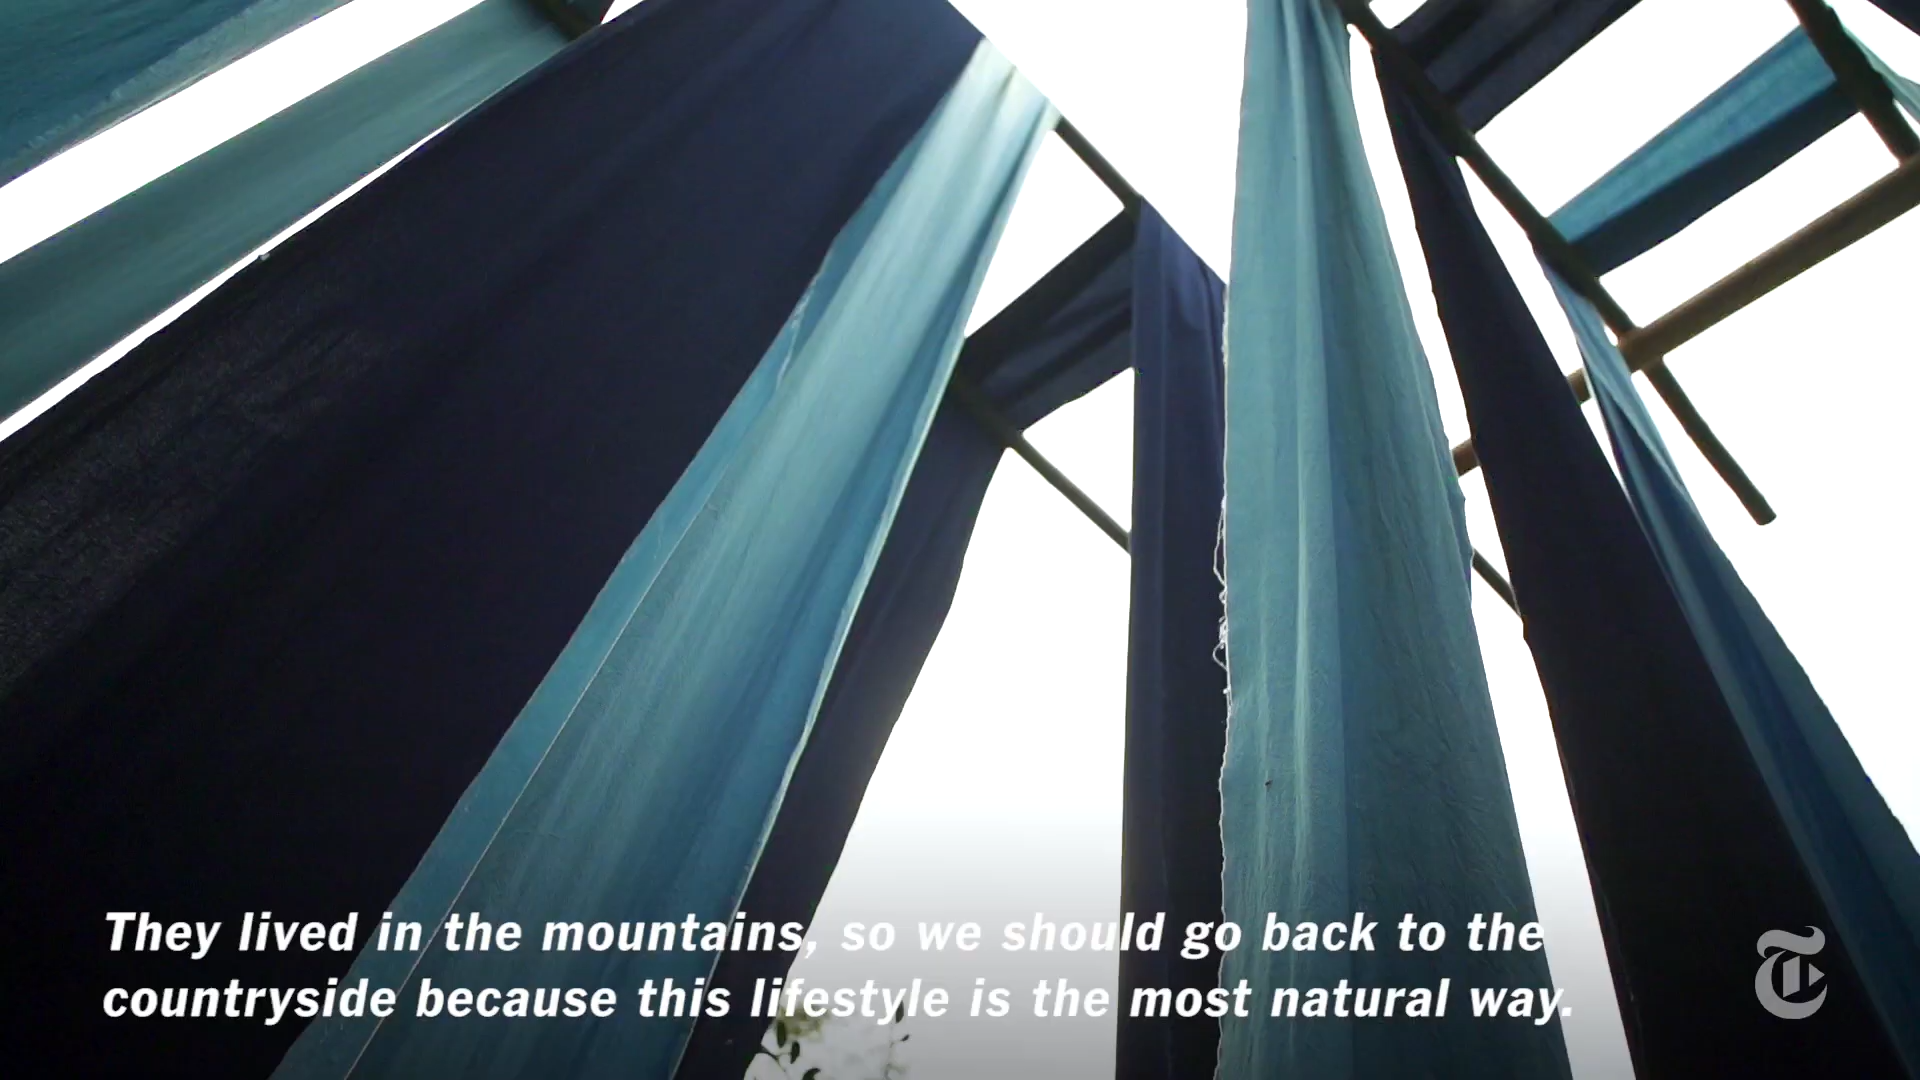 They lived in the mountains, so we should go back to the
countryside because this lifestyle is the most natural way.